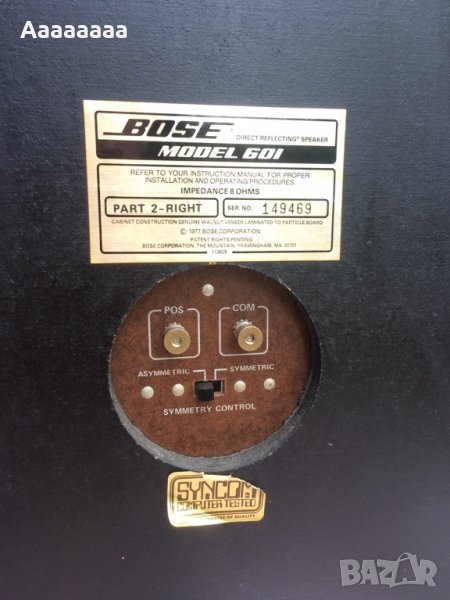 Aaaaaaaa
BOSE® DIRECT/REFLECTING® SPEAKER
MODEL 601
REFER TO YOUR INSTRUCTION MANUAL FOR PROPER
INSTALLATION AND OPERATING PROCEDURES.
IMPEDANCE 8 OHMS
PART 2-RIGHT SER. NO. 149469
CABINET CONSTRUCTION GENUINE WALNUT VENEER LAMINATED TO PARTICLE BOARD
© 1977 BOSE CORPORATION
PATENT RIGHTS PENDING
BOSE CORPORATION, THE MOUNTAIN, FRAMINGHAM, MA. 01701
POS COM
ASYMMETRIC SYMMETRIC
SYMMETRY CONTROL
SYNCOM
COMPUTER TESTED
OF QUALITY
BAZAR